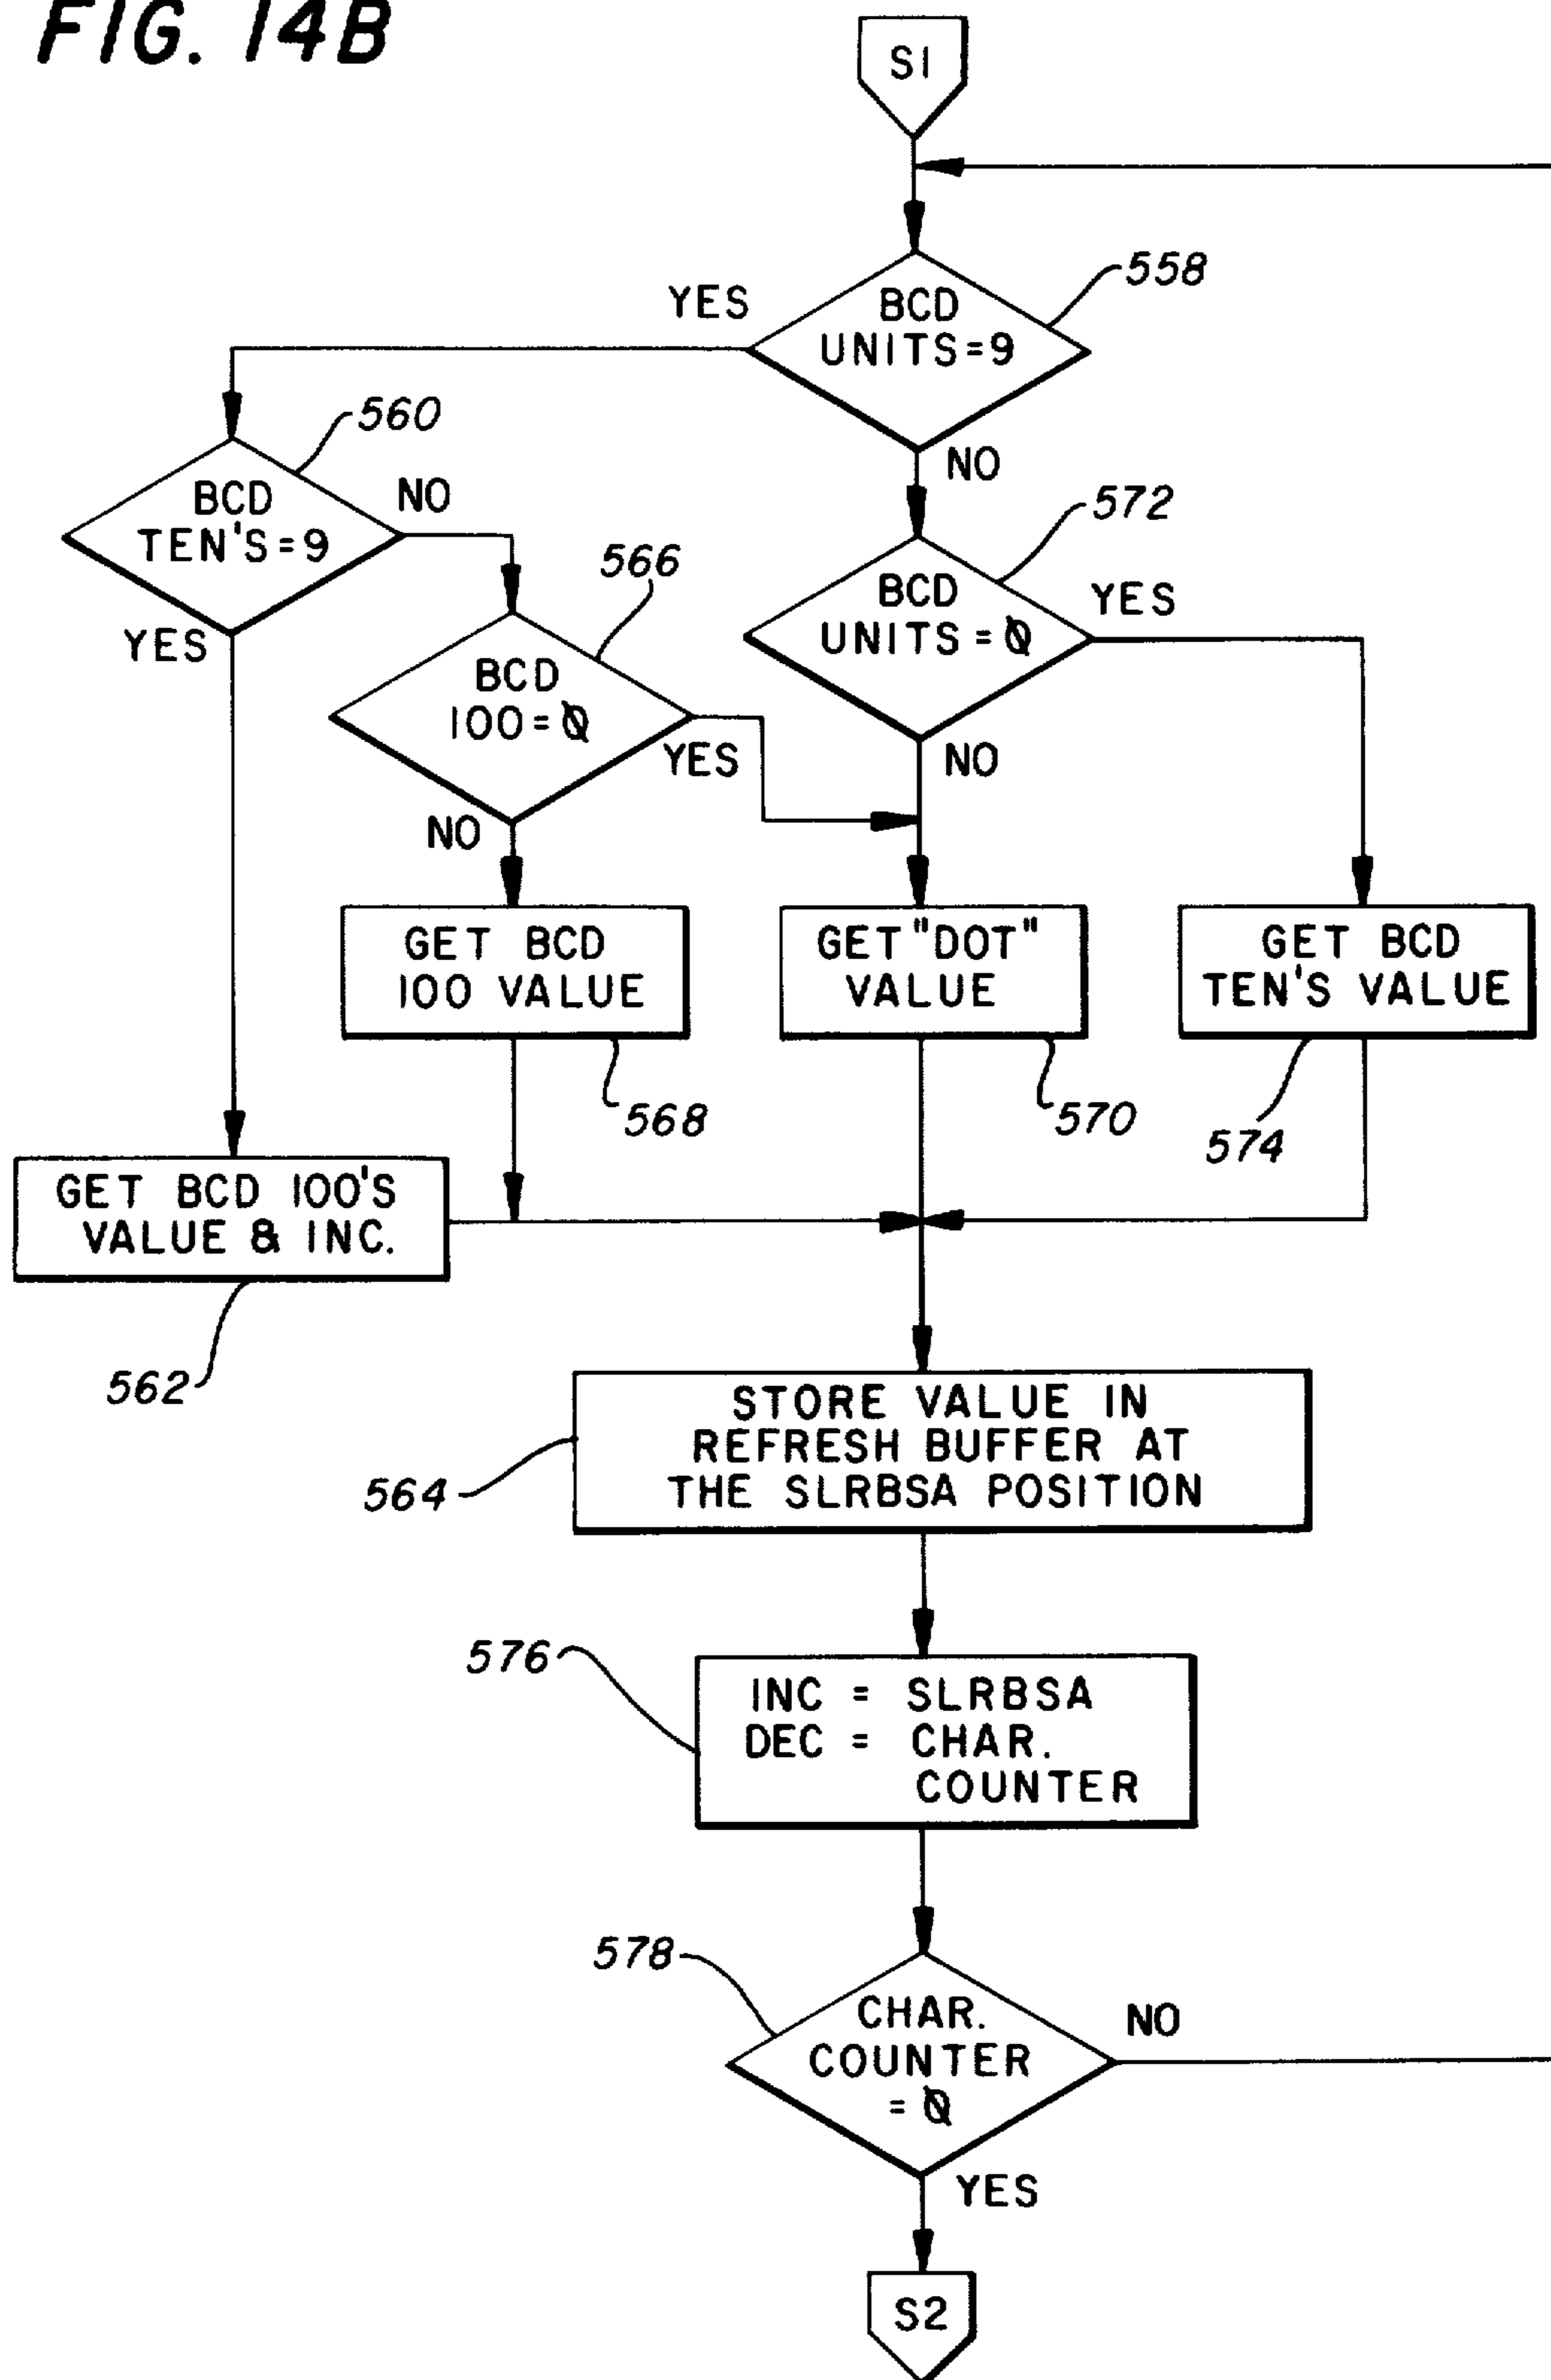 FIG. 14B
S1
558
YES
BCD
UNITS=9
NO
560
BCD
TEN'S=9
NO
YES
572
BCD
UNITS=Ø
YES
NO
566
BCD
100=Ø
YES
NO
GET BCD
100 VALUE
568
GET "DOT"
VALUE
570
GET BCD
TEN'S VALUE
574
GET BCD 100'S
VALUE & INC.
562
STORE VALUE IN
REFRESH BUFFER AT
THE SLRBSA POSITION
564
576
INC = SLRBSA
DEC = CHAR.
COUNTER
578
CHAR.
COUNTER
=Ø
NO
YES
S2